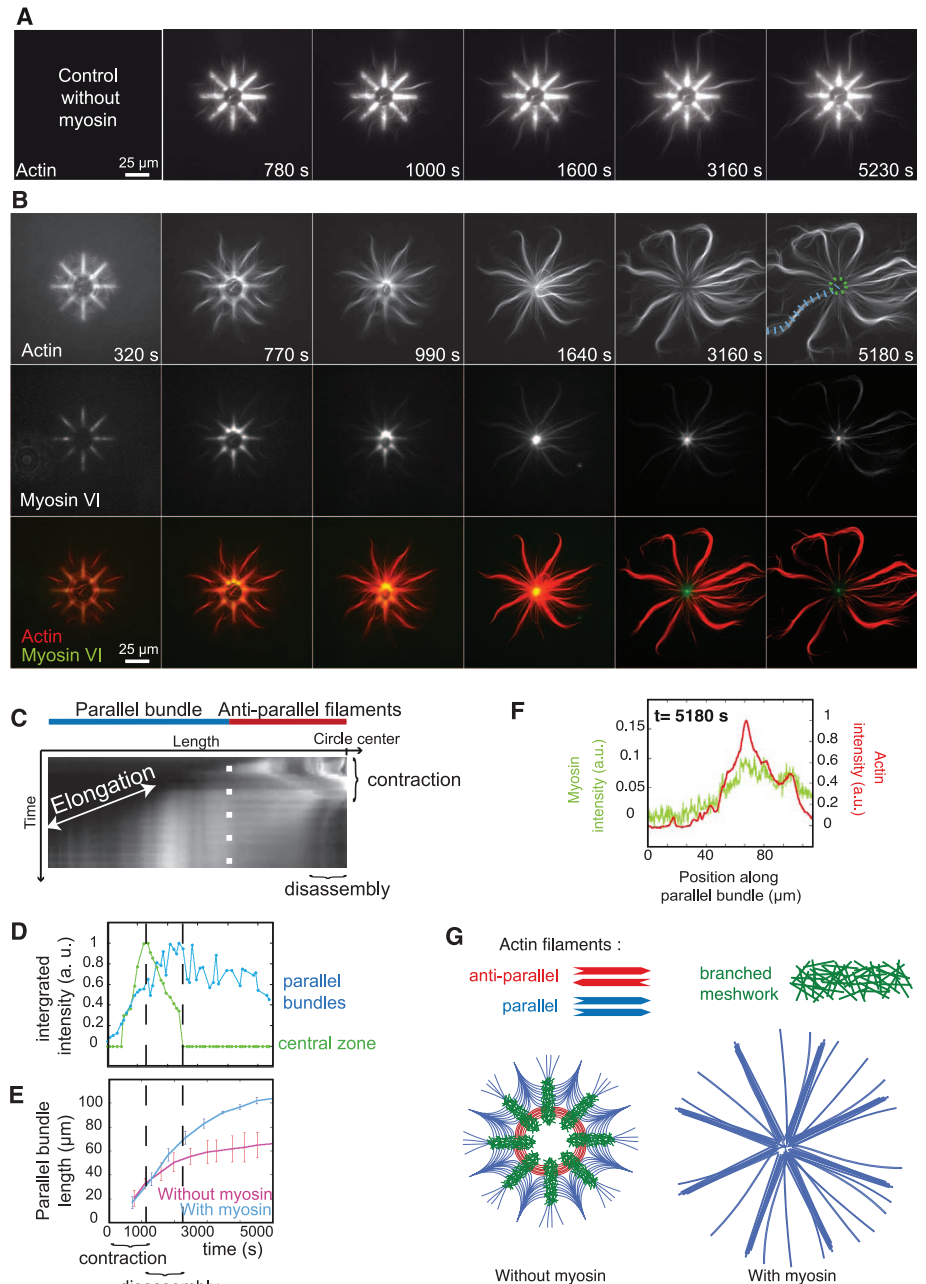 A
Control
without
myosin
Actin
25 µm
780 s
1000 s
1600 s
3160 s
5230 s
B
Actin
320 s
770 s
990 s
1640 s
3160 s
5180 s
Myosin VI
Actin
Myosin VI
25 µm
C
Parallel bundle
Anti-parallel filaments
Length
Circle center
Time
Elongation
contraction
disassembly
F
t= 5180 s
Myosin
intensity (a.u.)
0.15
0.1
0.05
0
1
0.8
0.6
0.4
0.2
0
Actin
intensity (a.u.)
0
40
80
Position along
parallel bundle (µm)
D
intergrated
intensity (a. u.)
1
0.8
0.6
0.4
0.2
0
parallel
bundles
central zone
E
Parallel bundle
length (µm)
100
80
60
40
20
0
Without myosin
With myosin
0
1000
3000
5000
time (s)
contraction
G
Actin filaments :
anti-parallel
parallel
branched
meshwork
Without myosin
With myosin